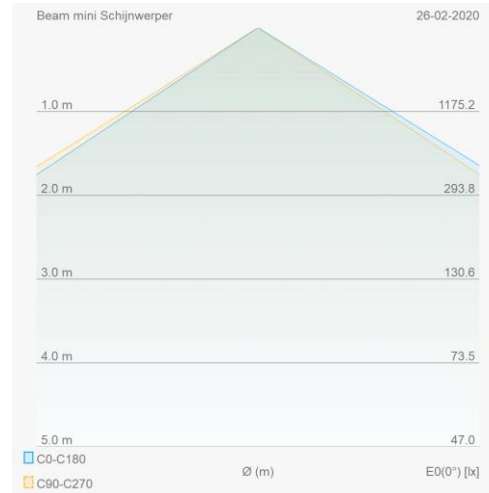 Beam mini Schijnwerper 26-02-2020
1.0 m 1175.2
2.0 m 293.8
3.0 m 130.6
4.0 m 73.5
5.0 m 47.0
C0-C180
Ø (m) E0(0°) [lx]
C90-C270